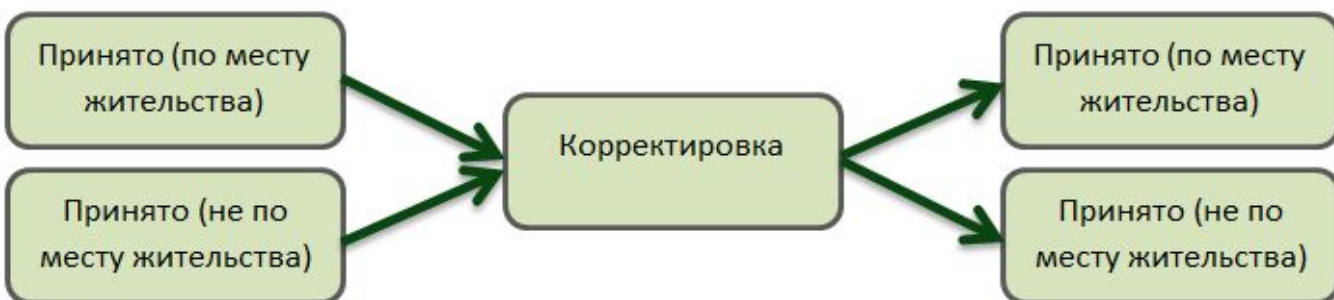 Принято (по месту
жительства)
Принято (не по
месту жительства)
Корректировка
Принято (по месту
жительства)
Принято (не по
месту жительства)